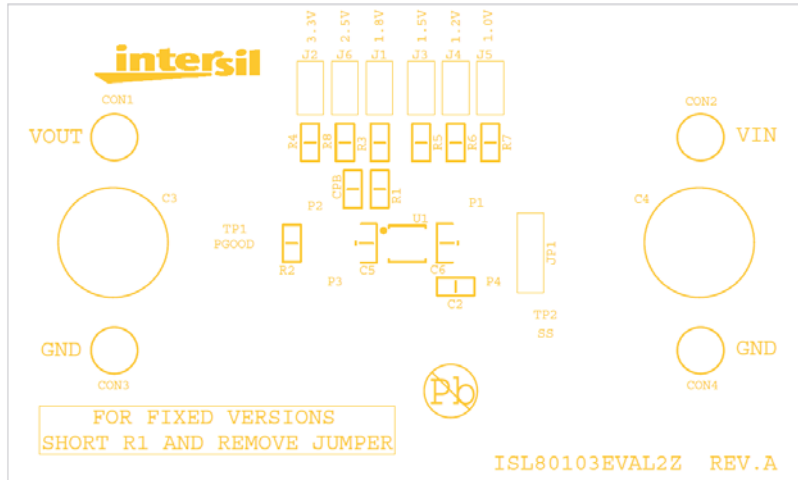 3.3V 2.5V 1.8V 1.5V 1.2V 1.0V
intersil
J2 J6 J1 J3 J4 J5
CON1
CON2
VOUT
VIN
R4 R8 R3 R5 R6 R7
CPB R1
C3
C4
P2
P1
U1
TP1
PGOOD
JP1
R2
C5
C6
P3
P4
C2
TP2
SS
GND
GND
CON3
CON4
Pb
FOR FIXED VERSIONS
SHORT R1 AND REMOVE JUMPER
ISL80103EVAL2Z REV.A